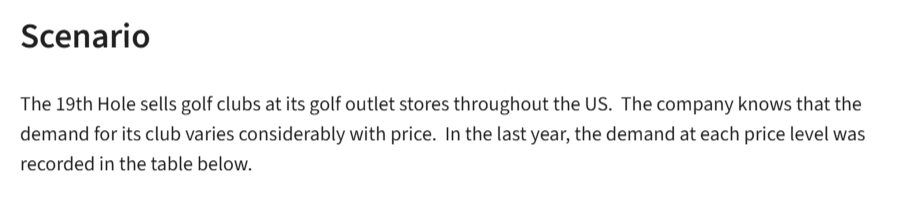 Scenario
The 19th Hole sells golf clubs at its golf outlet stores throughout the US.  The company knows that the
demand for its club varies considerably with price.  In the last year, the demand at each price level was
recorded in the table below.